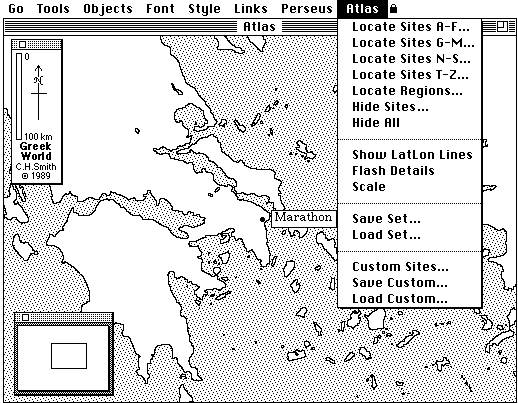 Go Tools Objects Font Style Links Perseus Atlas
Atlas
0
N
100 km
Greek
World
C.H.Smith
© 1989
Marathon
Locate Sites A-F...
Locate Sites G-M...
Locate Sites N-S...
Locate Sites T-Z...
Locate Regions...
Hide Sites...
Hide All
Show LatLon Lines
Flash Details
Scale
Save Set...
Load Set...
Custom Sites...
Save Custom...
Load Custom...